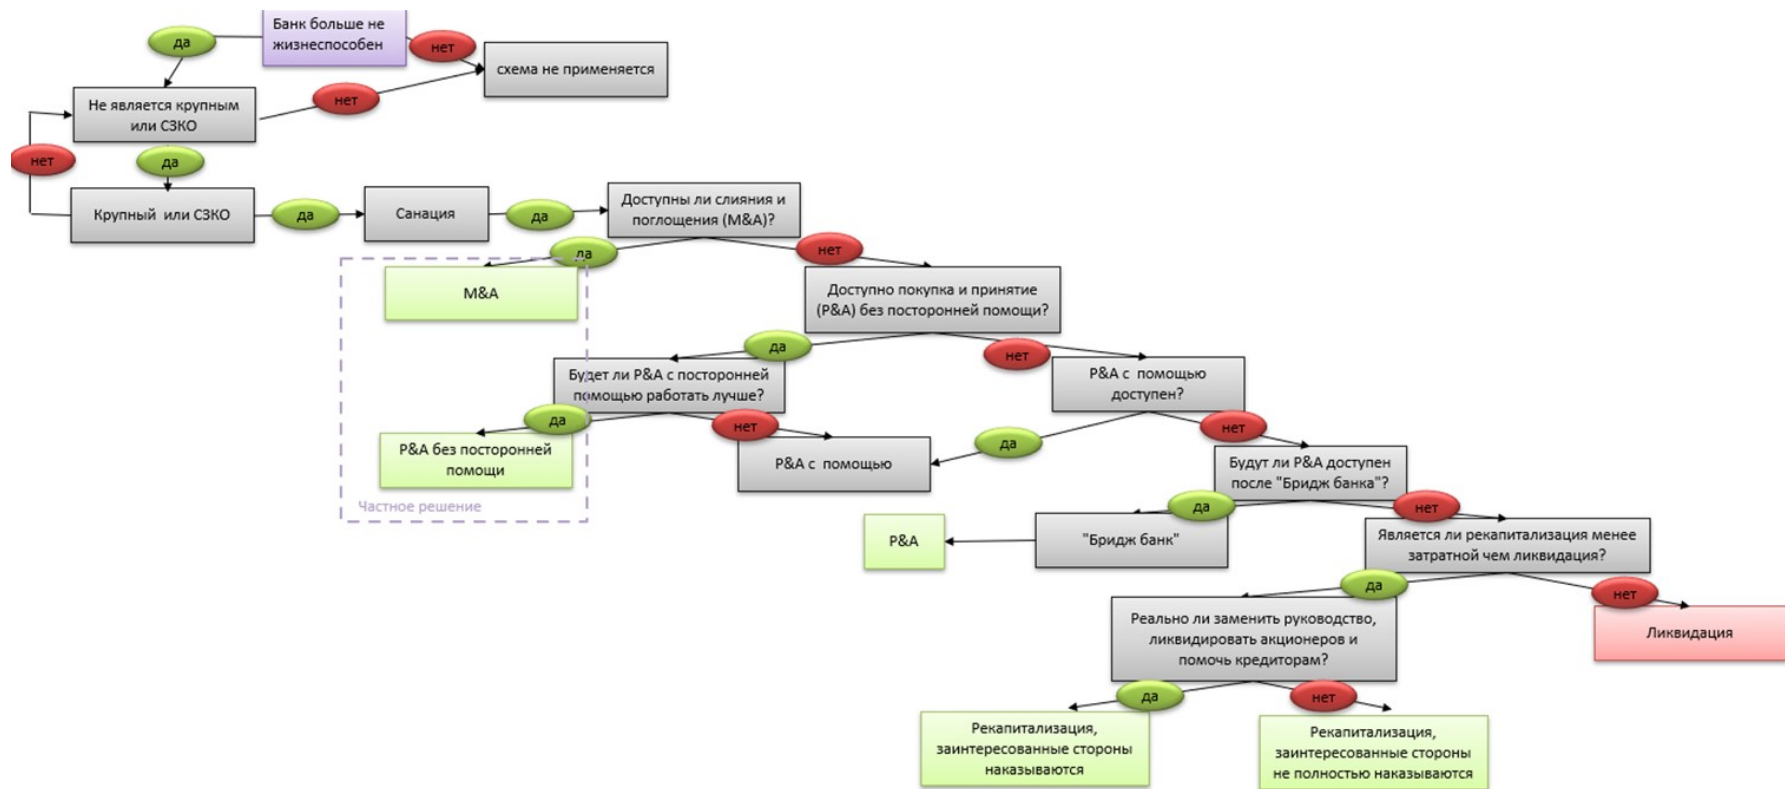 Банк больше не
жизнеспособен
да
нет
схема не применяется
Не является крупным
или СЗКО
нет
нет
да
Крупный или СЗКО
да
Санация
да
Доступны ли слияния и
поглощения (M&A)?
да
нет
M&A
Доступно покупка и принятие
(P&A) без посторонней помощи?
да
нет
Будет ли P&A с посторонней
помощью работать лучше?
P&A с помощью
доступен?
да
нет
да
нет
P&A без посторонней
помощи
P&A с помощью
Будут ли P&A доступен
после "Бридж банка"?
Частное решение
да
нет
P&A
"Бридж банк"
Является ли рекапитализация менее
затратной чем ликвидация?
да
нет
Реально ли заменить руководство,
ликвидировать акционеров и
помочь кредиторам?
Ликвидация
да
нет
Рекапитализация,
заинтересованные стороны
наказываются
Рекапитализация,
заинтересованные стороны
не полностью наказываются